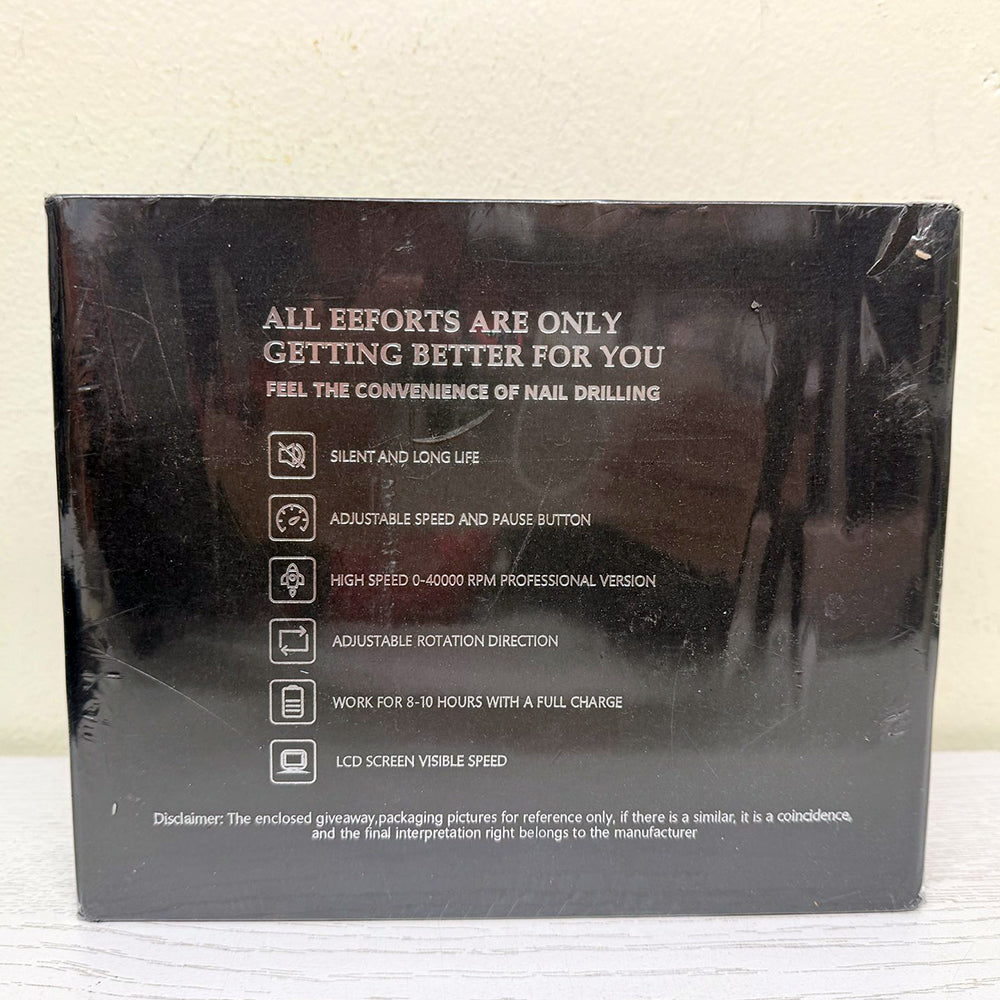 ALL EEFORTS ARE ONLY
GETTING BETTER FOR YOU
FEEL THE CONVENIENCE OF NAIL DRILLING
SILENT AND LONG LIFE
ADJUSTABLE SPEED AND PAUSE BUTTON
HIGH SPEED 0-40000 RPM PROFESSIONAL VERSION
ADJUSTABLE ROTATION DIRECTION
WORK FOR 8-10 HOURS WITH A FULL CHARGE
LCD SCREEN VISIBLE SPEED
Disclaimer: The enclosed giveaway,packaging pictures for reference only, if there is a similar, it is a coincidence,
and the final interpretation right belongs to the manufacturer